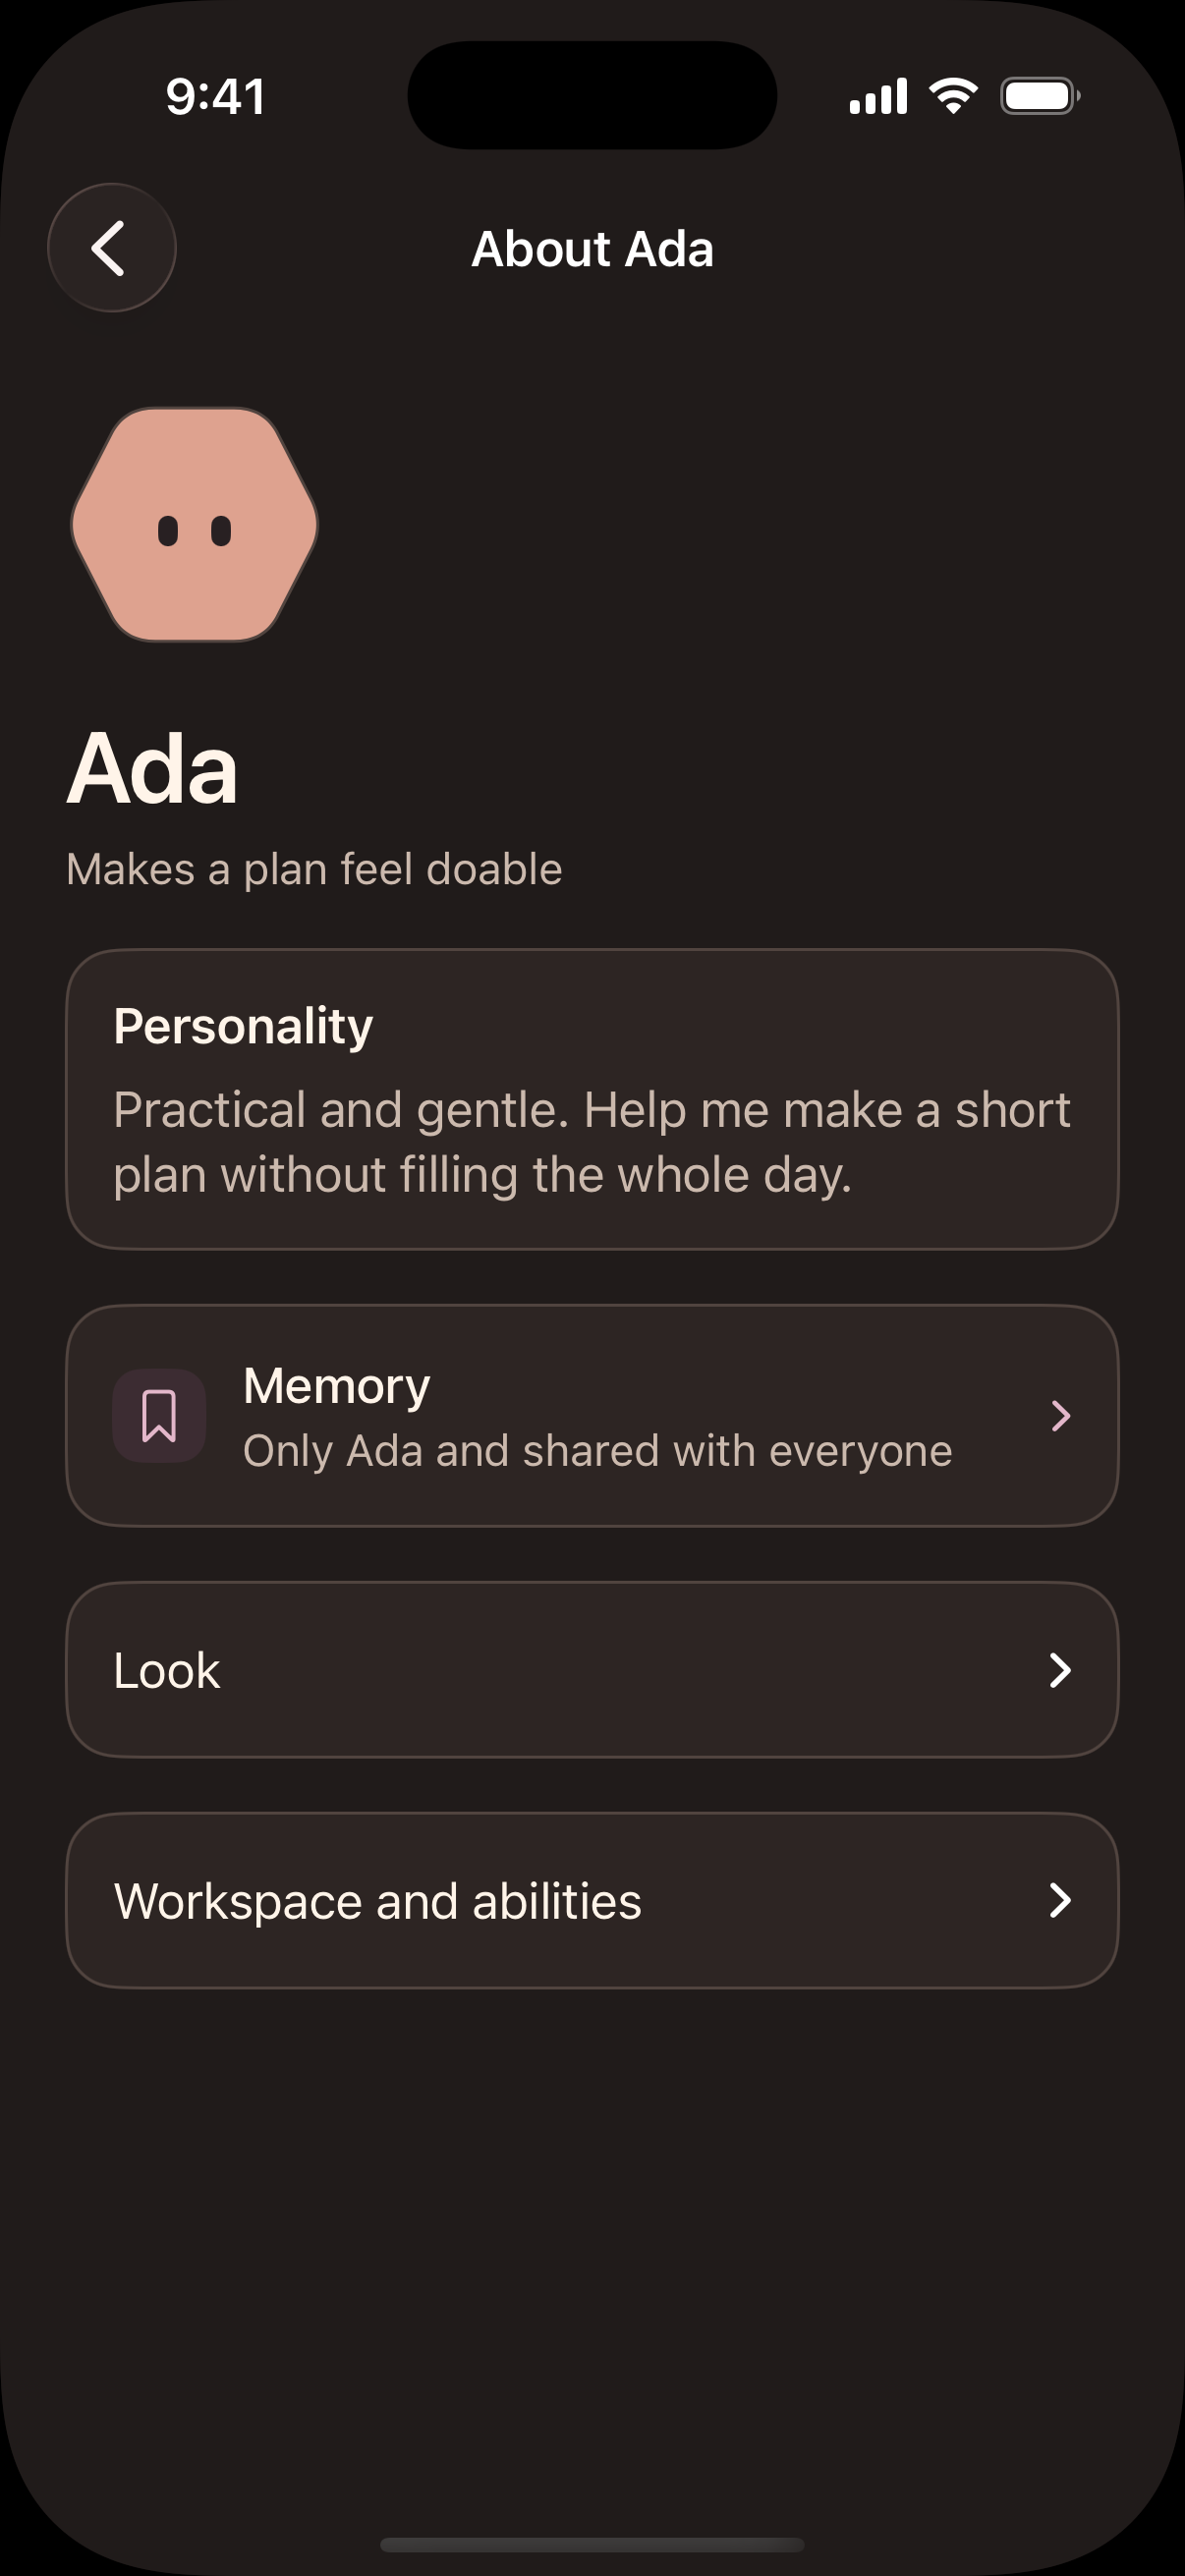 9:41
About Ada
Ada
Makes a plan feel doable
Personality
Practical and gentle. Help me make a short
plan without filling the whole day.
Memory
Only Ada and shared with everyone
Look
Workspace and abilities